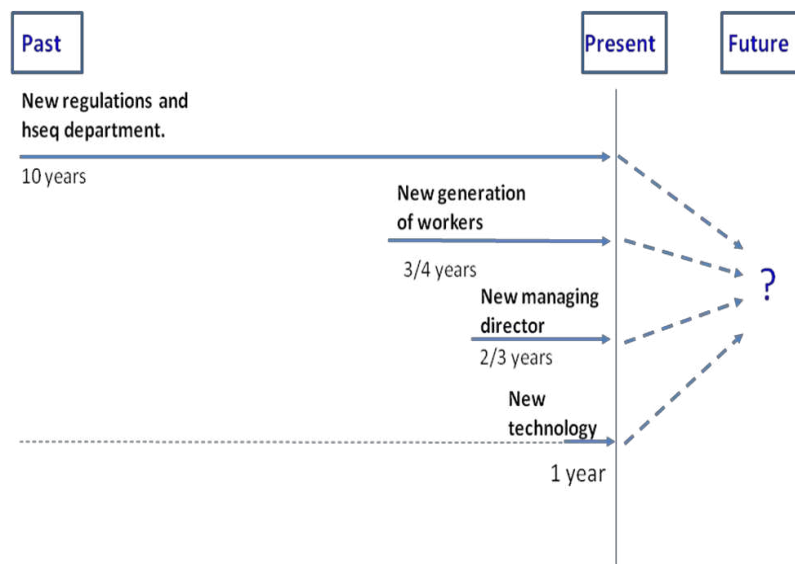 Past
Present
Future
New regulations and
hseq department.
10 years
New generation
of workers
3/4 years
?
New managing
director
2/3 years
New
technology
1 year